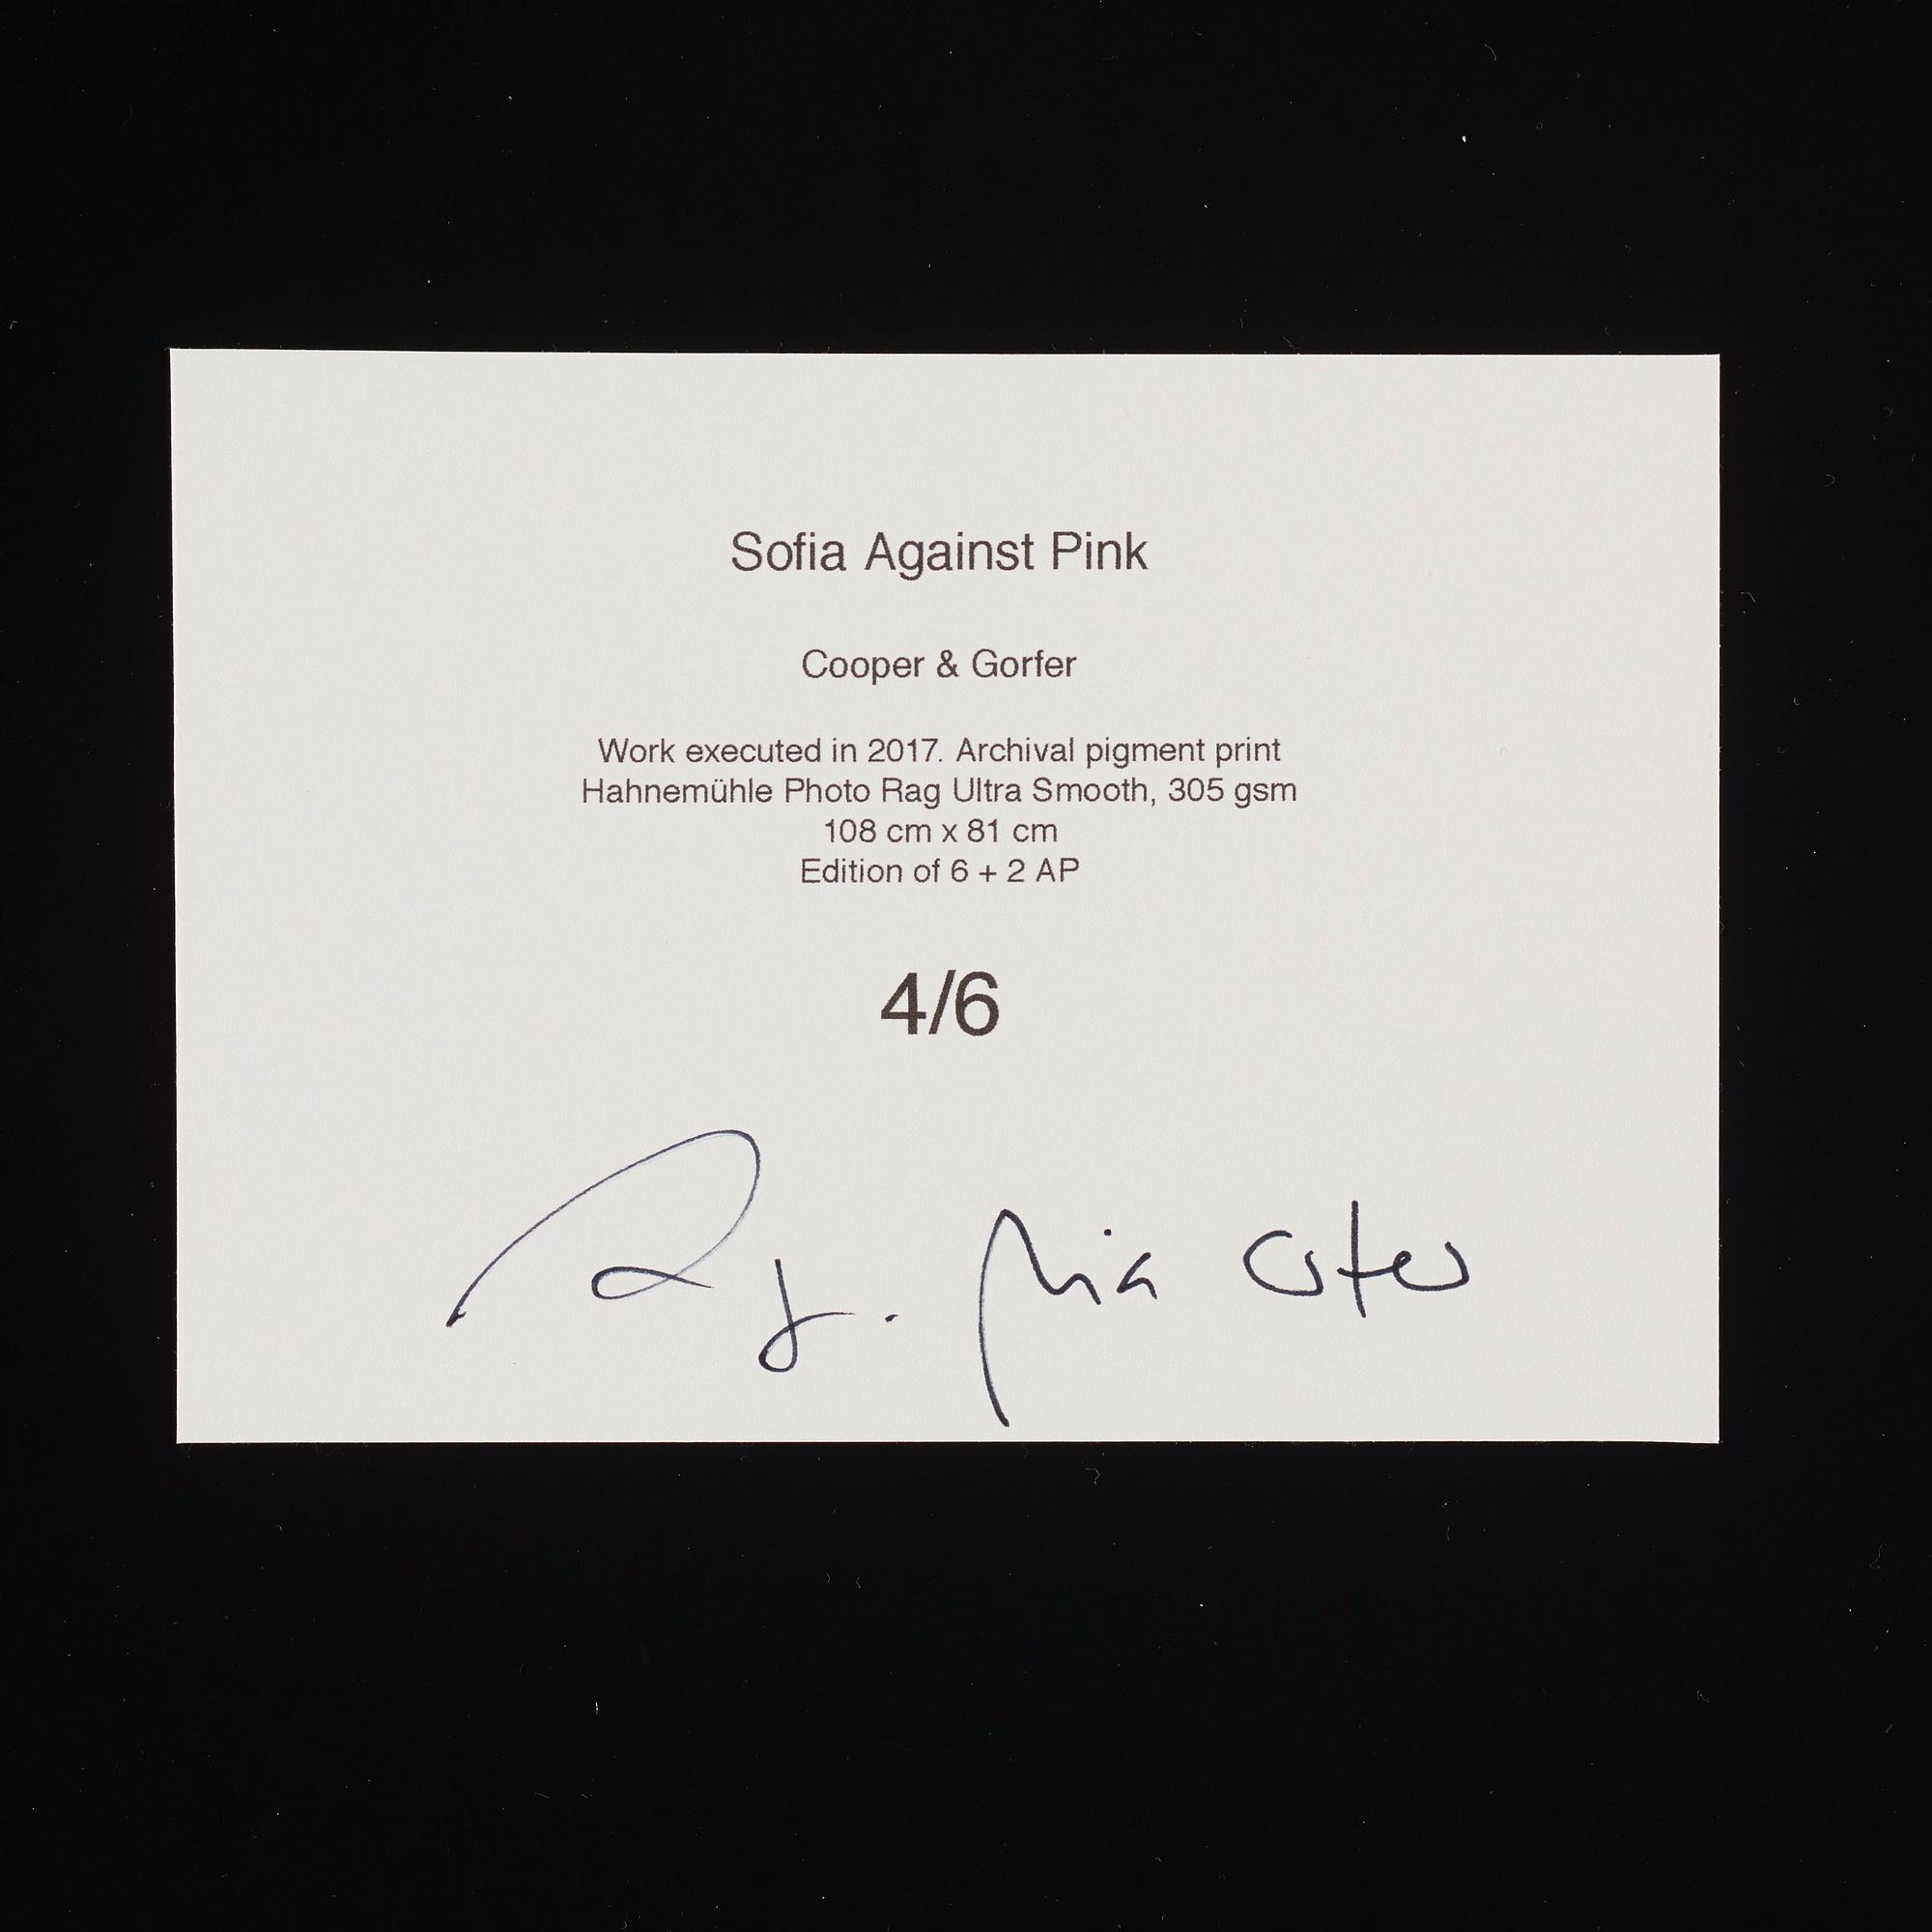 Sofia Against Pink
Cooper & Gorfer
Work executed in 2017. Archival pigment print
Hahnemühle Photo Rag Ultra Smooth, 305 gsm
108 cm x 81 cm
Edition of 6 + 2 AP
4/6